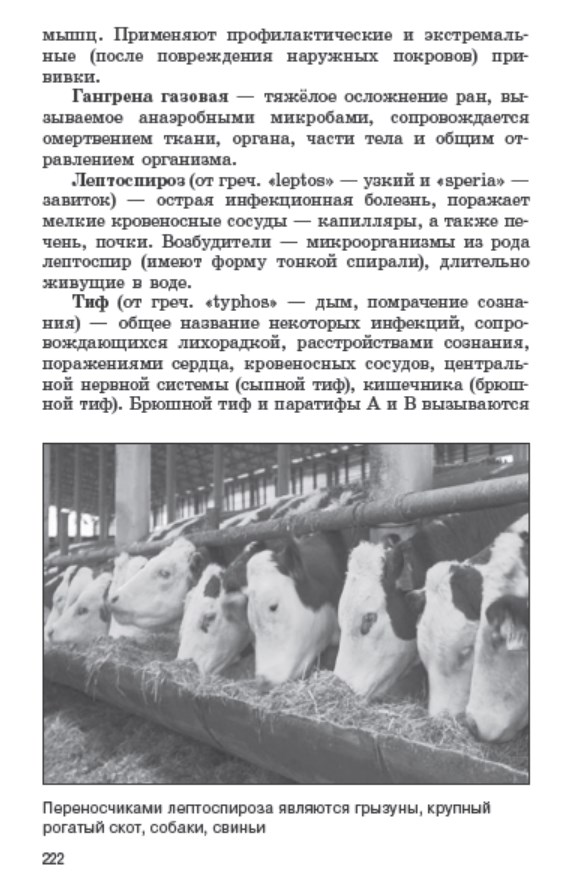 мышц. Применяют профилактические и экстремаль-
ные (после повреждения наружных покровов) при-
вивки.
Гангрена газовая — тяжёлое осложнение ран, вы-
зываемое анаэробными микробами, сопровождается
омертвением ткани, органа, части тела и общим от-
равлением организма.
Лептоспироз (от греч. «leptos» — узкий и «speria» —
завиток) — острая инфекционная болезнь, поражает
мелкие кровеносные сосуды — капилляры, а также пе-
чень, почки. Возбудители — микроорганизмы из рода
лептоспир (имеют форму тонкой спирали), длительно
живущие в воде.
Тиф (от греч. «typhos» — дым, помрачение созна-
ния) — общее название некоторых инфекций, сопро-
вождающихся лихорадкой, расстройствами сознания,
поражениями сердца, кровеносных сосудов, централь-
ной нервной системы (сыпной тиф), кишечника (брюш-
ной тиф). Брюшной тиф и паратифы А и В вызываются
Переносчиками лептоспироза являются грызуны, крупный
рогатый скот, собаки, свиньи
222